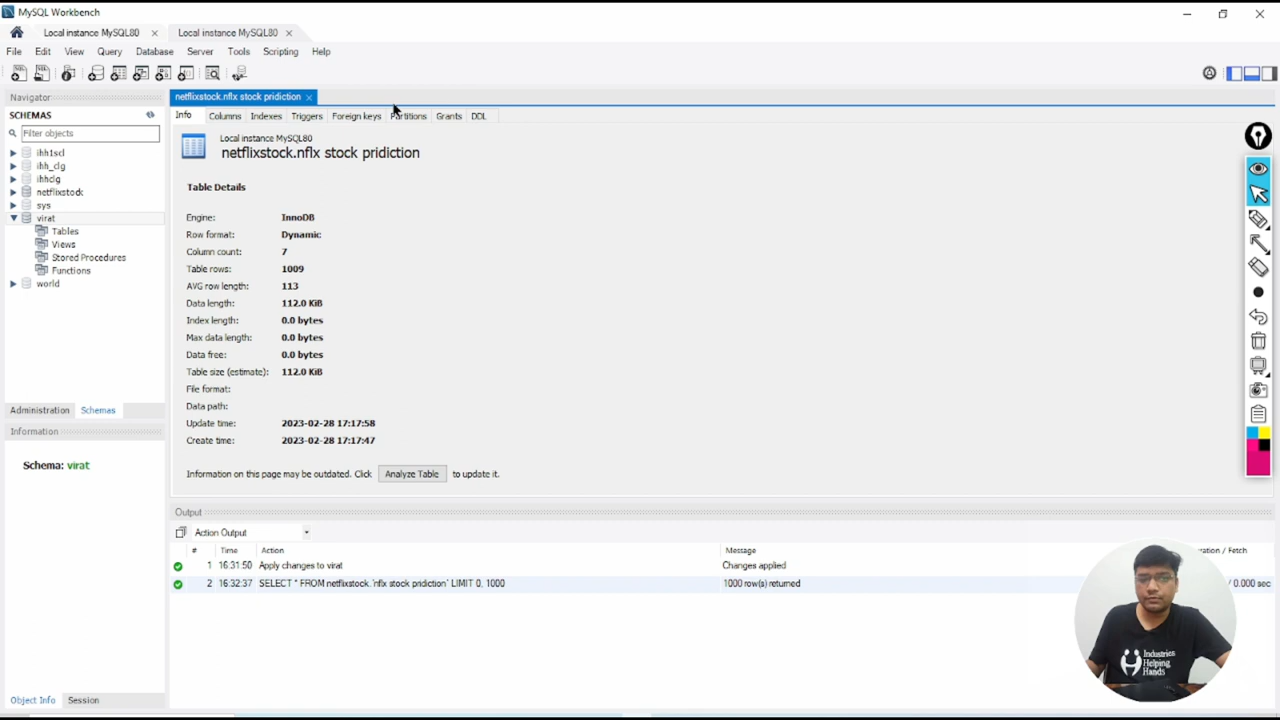 MySQL Workbench
Local instance MySQL80
Local instance MySQL80
File Edit View Query Database Server Tools Scripting Help
Navigator
SCHEMAS
Filter objects
ihh1scl
ihh_clg
ihhclg
netflixstock
sys
virat
Tables
Views
Stored Procedures
Functions
world
Administration Schemas
Information
Schema: virat
Object Info Session
netflixstock.nflx stock pridiction
Info Columns Indexes Triggers Foreign keys Partitions Grants DDL
Local instance MySQL80
netflixstock.nflx stock pridiction
Table Details
Engine: InnoDB
Row format: Dynamic
Column count: 7
Table rows: 1009
AVG row length: 113
Data length: 112.0 KiB
Index length: 0.0 bytes
Max data length: 0.0 bytes
Data free: 0.0 bytes
Table size (estimate): 112.0 KiB
File format:
Data path:
Update time: 2023-02-28 17:17:58
Create time: 2023-02-28 17:17:47
Information on this page may be outdated. Click Analyze Table to update it.
Output
Action Output
# Time Action Message / Fetch
1 16:31:50 Apply changes to virat Changes applied
2 16:32:37 SELECT * FROM netflixstock.`nflx stock pridiction` LIMIT 0, 1000 1000 row(s) returned / 0.000 sec
Industries
Helping
Hands